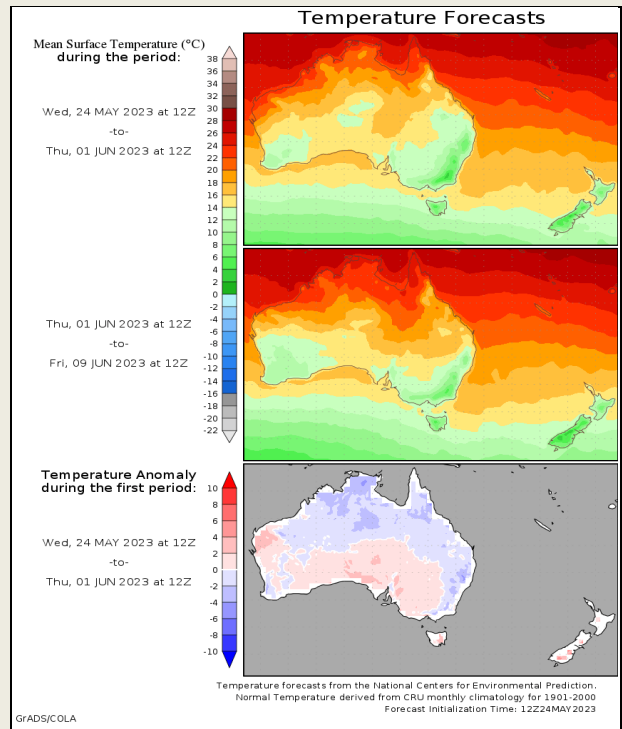 Temperature Forecasts
Mean Surface Temperature (°C)
during the period:
Wed, 24 MAY 2023 at 12Z
-to-
Thu, 01 JUN 2023 at 12Z
38
36
34
32
30
28
26
24
22
20
18
16
14
12
10
8
6
4
2
0
-2
-4
-6
-8
-10
-12
-14
-16
-18
-20
-22
Thu, 01 JUN 2023 at 12Z
-to-
Fri, 09 JUN 2023 at 12Z
Temperature Anomaly
during the first period:
Wed, 24 MAY 2023 at 12Z
-to-
Thu, 01 JUN 2023 at 12Z
10
8
6
4
2
0
-2
-4
-6
-8
-10
Temperature forecasts from the National Centers for Environmental Prediction.
Normal Temperature derived from CRU monthly climatology for 1901-2000
Forecast Initialization Time: 12Z24MAY2023
GrADS/COLA